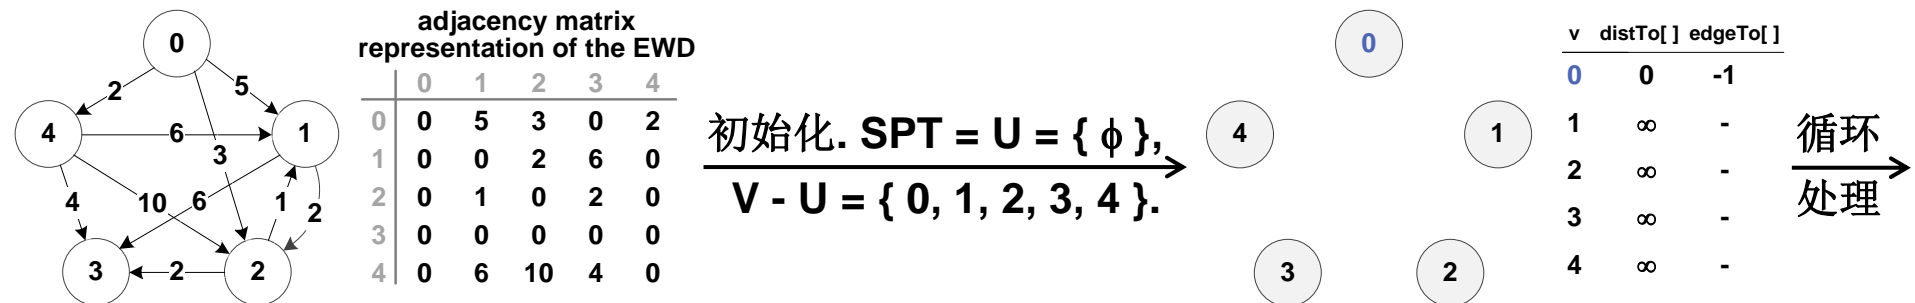 0
2
5
4
6
1
3
4
10
6
1
2
3
2
2
adjacency matrix
representation of the EWD
0 1 2 3 4
0 0 5 3 0 2
1 0 0 2 6 0
2 0 1 0 2 0
3 0 0 0 0 0
4 0 6 10 4 0
初始化. SPT = U = { ϕ },
V - U = { 0, 1, 2, 3, 4 }.
0
4
1
3
2
v distTo[ ] edgeTo[ ]
0 0 -1
1 ∞ -
2 ∞ -
3 ∞ -
4 ∞ -
循环
处理